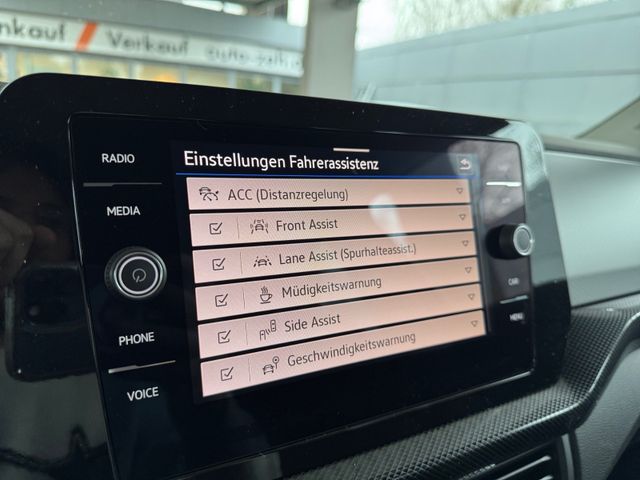 Verkauf
RADIO
MEDIA
PHONE
VOICE
Einstellungen Fahrerassistenz
ACC (Distanzregelung)
Front Assist
Lane Assist (Spurhalteassist.)
Müdigkeitswarnung
Side Assist
Geschwindigkeitswarnung
CAR
MENU